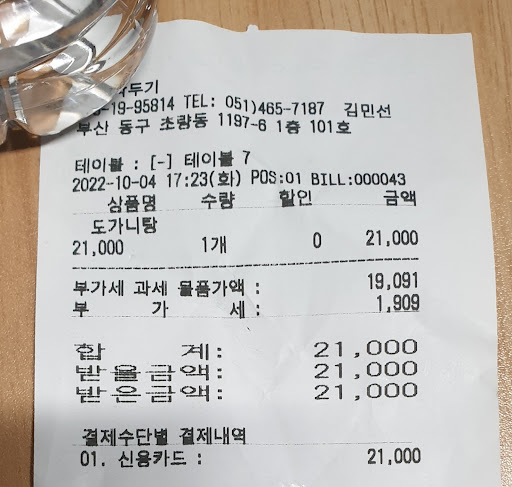 두기
-19-95814 TEL: 051)465-7187 김민선
부산 동구 초량동 1197-6 1층 101호
테이블 : [-] 테이블 7
2022-10-04 17:23(화) POS:01 BILL:000043
상품명 수량 할인 금액
도가니탕
21,000 1개 0 21,000
부가세 과세 물품가액 : 19,091
부 가 세 : 1,909
합 계: 21,000
받을금액: 21,000
받은금액: 21,000
결제수단별 결제내역
01. 신용카드 : 21,000